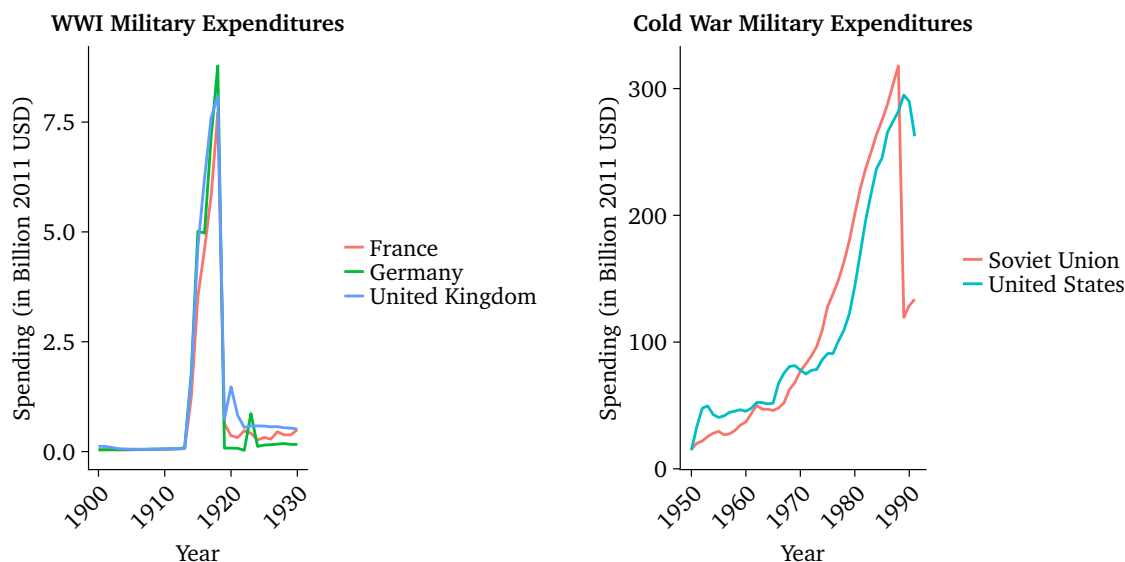 WWI Military Expenditures
Spending (in Billion 2011 USD)
7.5
5.0
2.5
0.0
1900
1910
1920
1930
Year
France
Germany
United Kingdom
Cold War Military Expenditures
Spending (in Billion 2011 USD)
300
200
100
0
1950
1960
1970
1980
1990
Year
Soviet Union
United States